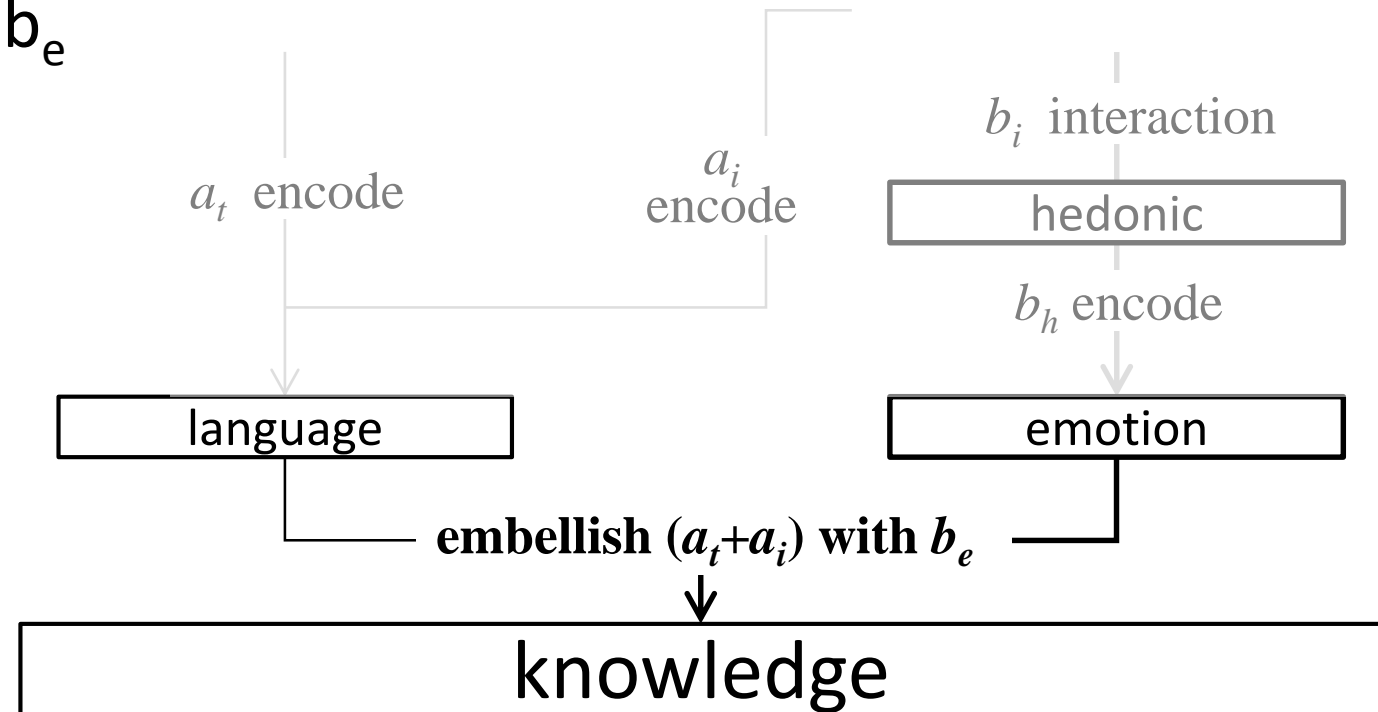 b_e
b_i interaction
a_t encode
a_i
encode
hedonic
b_h encode
language
emotion
embellish (a_t+a_i) with b_e
knowledge